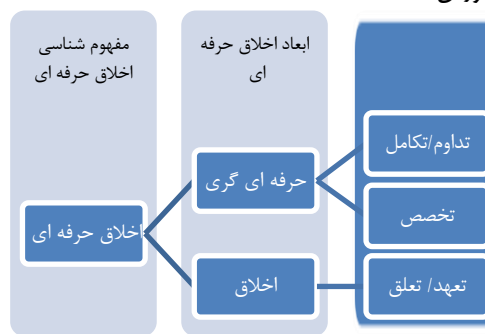 مفهوم شناسی
اخلاق حرفه ای
ابعاد اخلاق حرفه
ای
تداوم/تکامل
حرفه ای گری
تخصص
اخلاق حرفه ای
اخلاق
تعهد/ تعلق